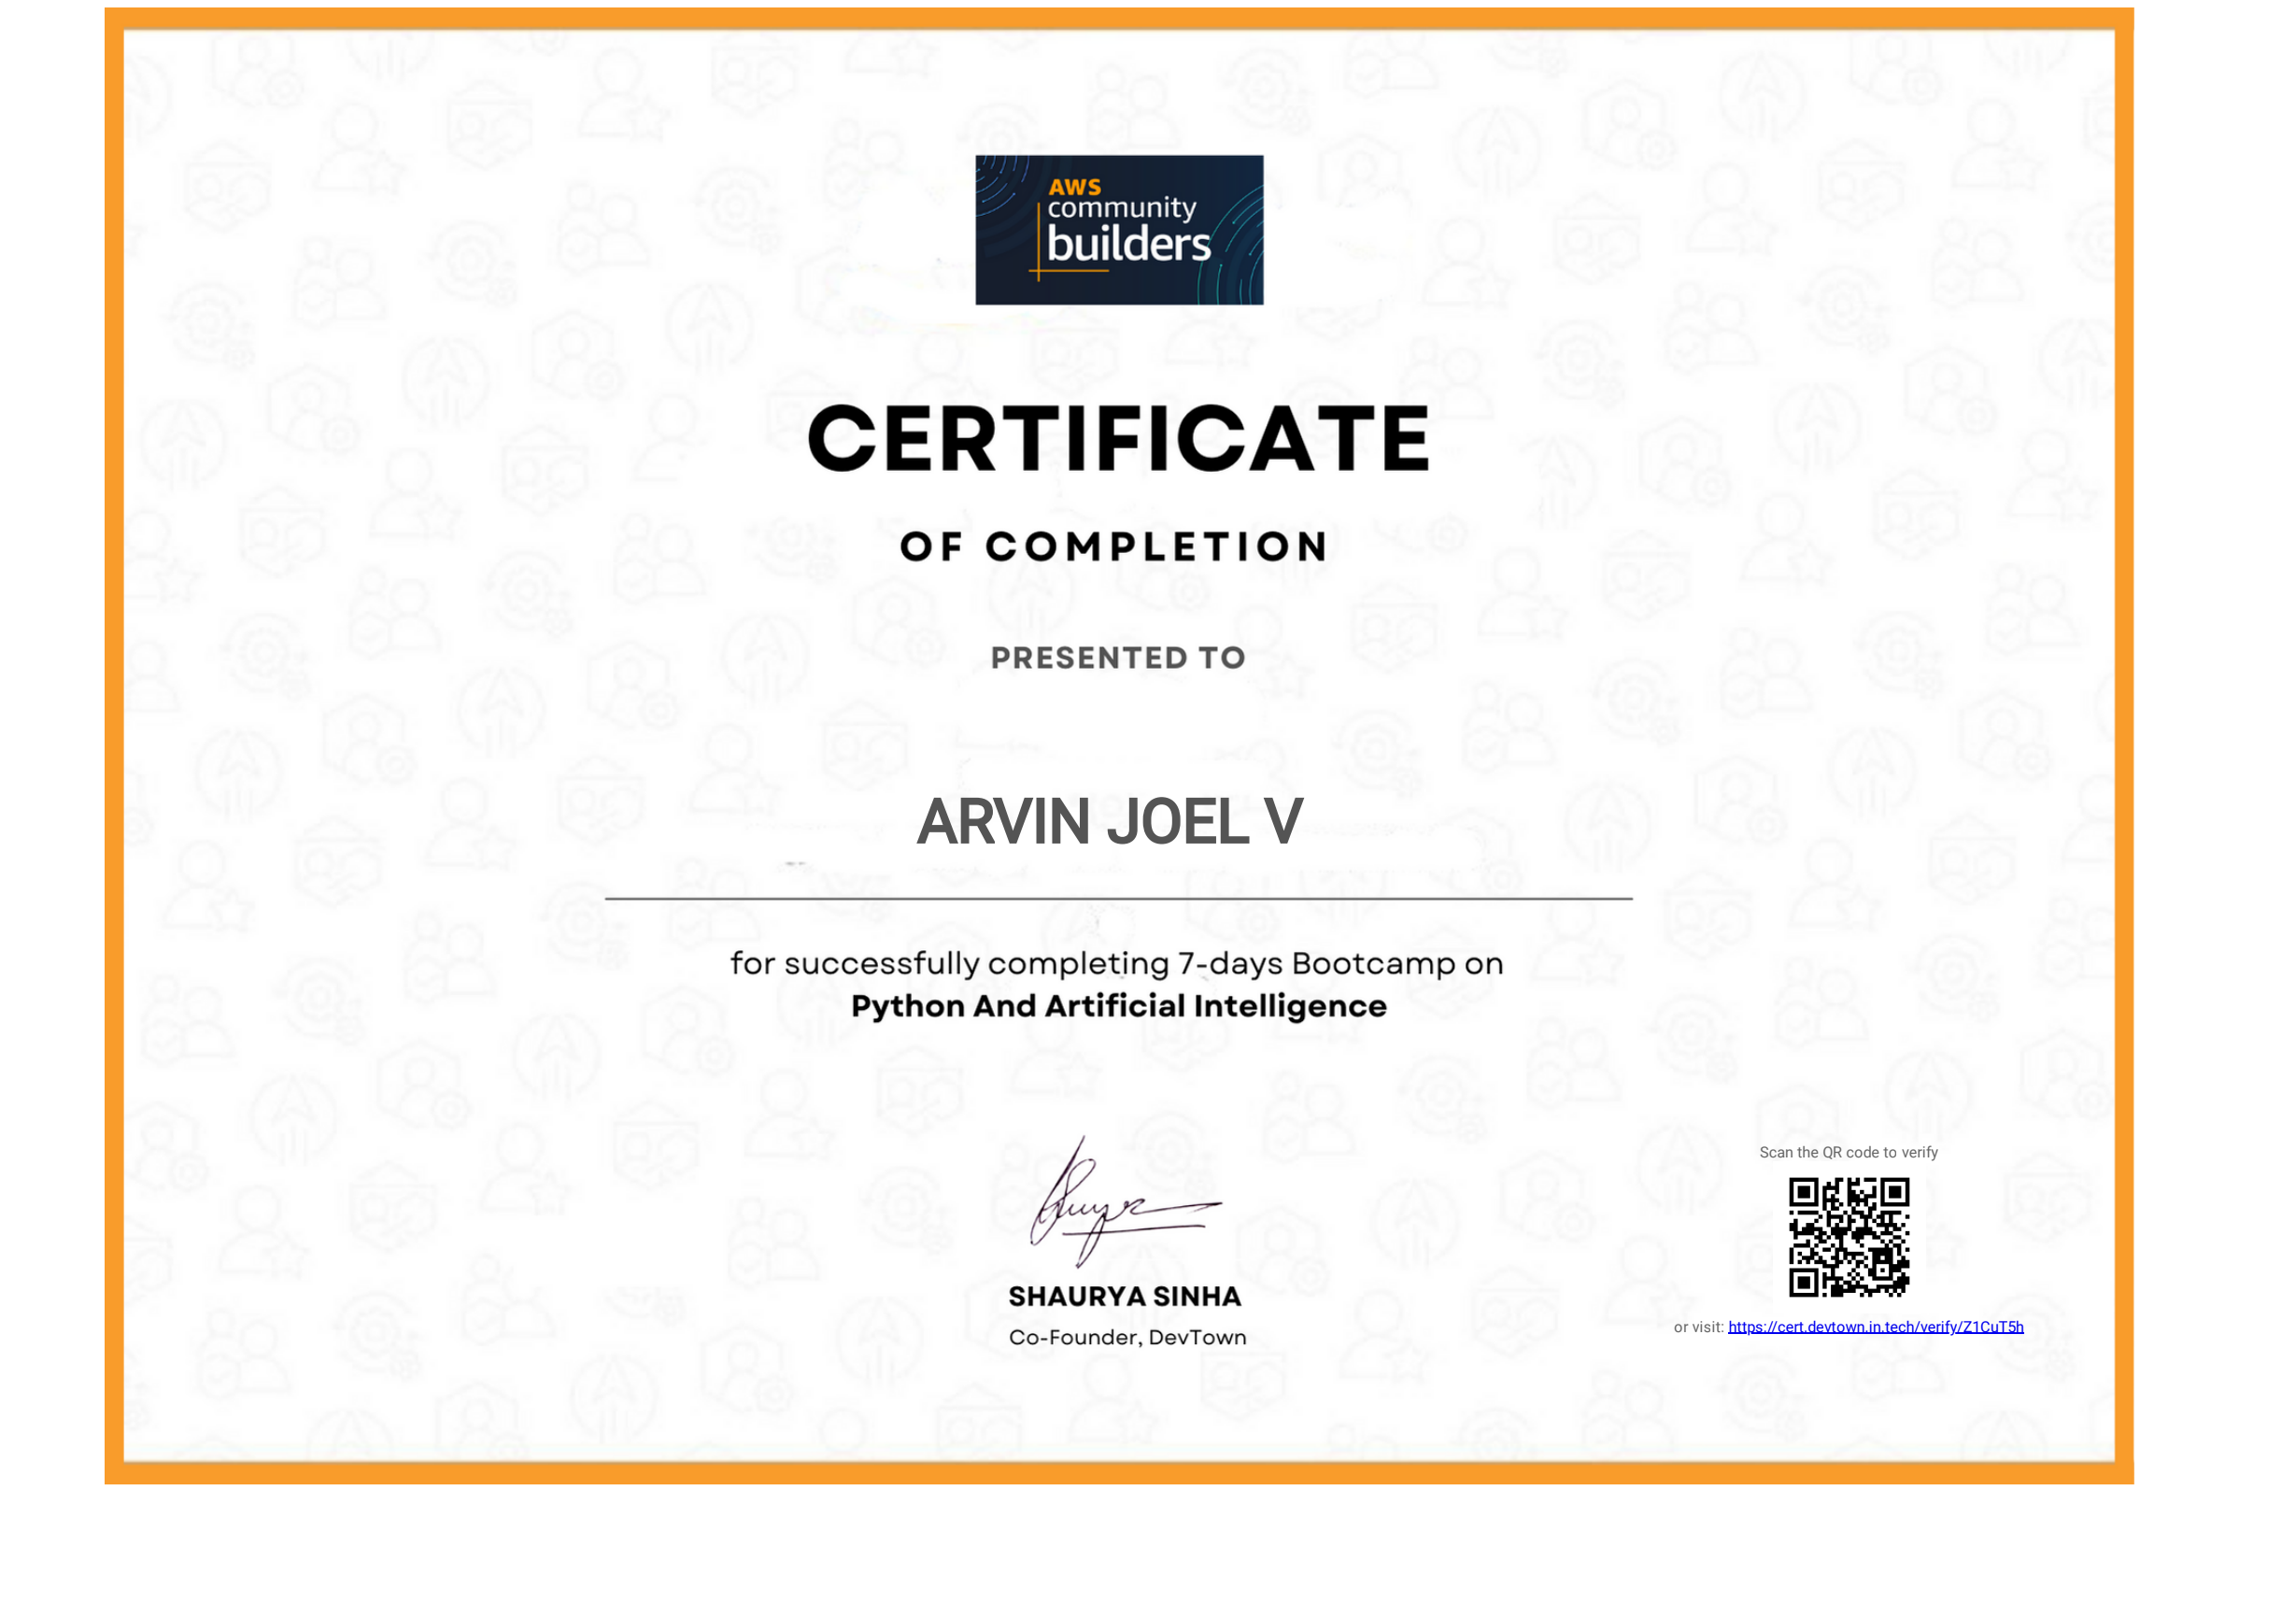 AWS
community
builders
CERTIFICATE
OF COMPLETION
PRESENTED TO
ARVIN JOEL V
for successfully completing 7-days Bootcamp on
Python And Artificial Intelligence
SHAURYA SINHA
Co-Founder, DevTown
Scan the QR code to verify
or visit: https://cert.devtown.in.tech/verify/Z1CuT5h